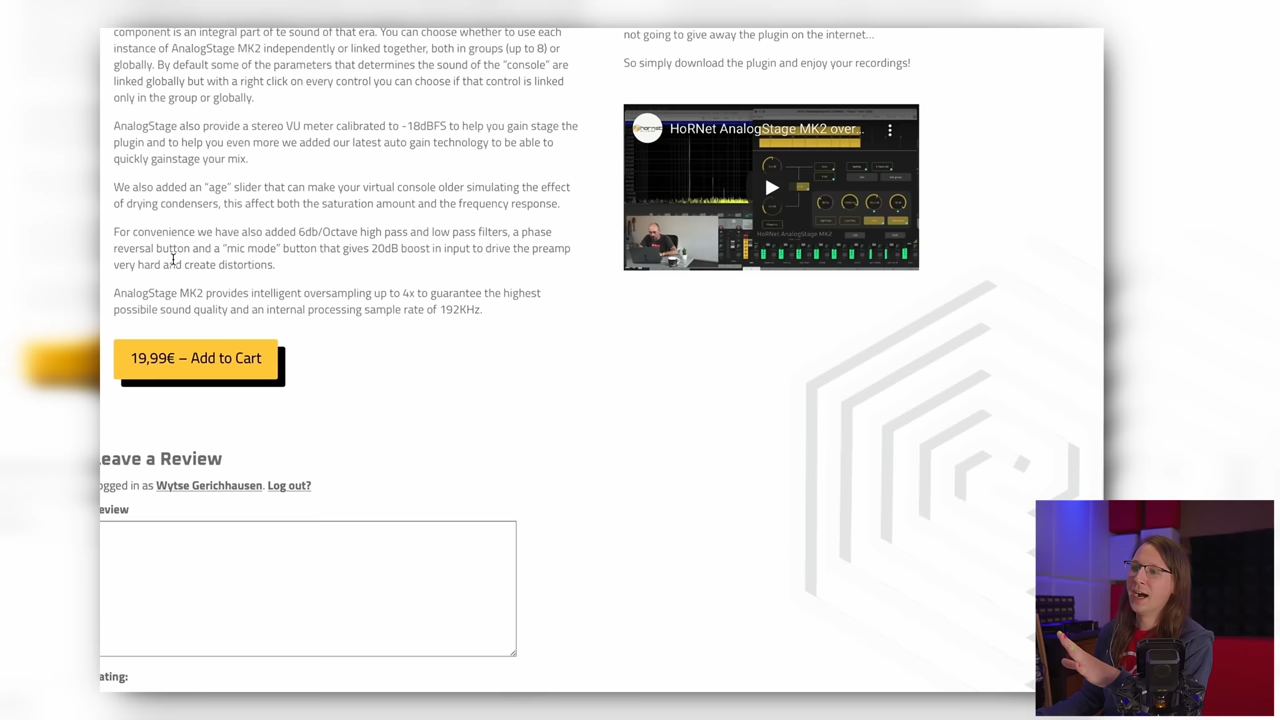 component is an integral part of te sound of that era. You can choose whether to use each
instance of AnalogStage MK2 independently or linked together, both in groups (up to 8) or
globally. By default some of the parameters that determines the sound of the “console” are
linked globally but with a right click on every control you can choose if that control is linked
only in the group or globally.
AnalogStage also provide a stereo VU meter calibrated to -18dBFS to help you gain stage the
plugin and to help you even more we added our latest auto gain technology to be able to
quickly gainstage your mix.
We also added an “age” slider that can make your virtual console older simulating the effect
of drying condensers, this affect both the saturation amount and the frequency response.
For convenience we have also added 6db/Octave high pass and low pass filters, a phase
button and a “mic mode” button that gives 20dB boost in input to drive the preamp
very hard and create distortions.
AnalogStage MK2 provides intelligent oversampling up to 4x to guarantee the highest
possibile sound quality and an internal processing sample rate of 192KHz.
19,99€ – Add to Cart
eave a Review
ogged in as Wytse Gerichhausen. Log out?
eview
ating:
not going to give away the plugin on the internet…
So simply download the plugin and enjoy your recordings!
HoRNet AnalogStage MK2 over...
HoRNet AnalogStage MK2